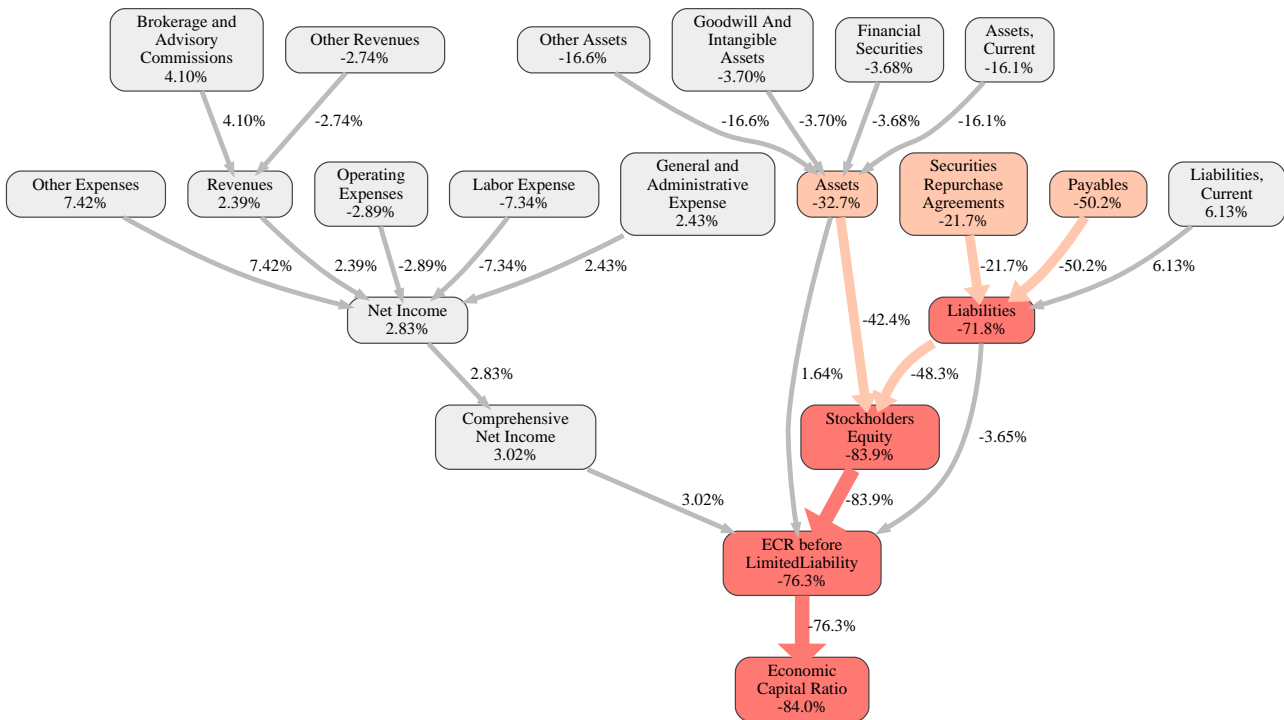 Brokerage and
Advisory
Commissions
4.10%
Other Revenues
-2.74%
Other Assets
-16.6%
Goodwill And
Intangible
Assets
-3.70%
Financial
Securities
-3.68%
Assets,
Current
-16.1%
4.10%
-2.74%
-16.6%
-3.70%
-3.68%
-16.1%
Other Expenses
7.42%
Revenues
2.39%
Operating
Expenses
-2.89%
Labor Expense
-7.34%
General and
Administrative
Expense
2.43%
Assets
-32.7%
Securities
Repurchase
Agreements
-21.7%
Payables
-50.2%
Liabilities,
Current
6.13%
7.42%
2.39%
-2.89%
-7.34%
2.43%
-21.7%
-50.2%
6.13%
Net Income
2.83%
-42.4%
Liabilities
-71.8%
2.83%
1.64%
-48.3%
Comprehensive
Net Income
3.02%
Stockholders
Equity
-83.9%
-3.65%
3.02%
-83.9%
ECR before
LimitedLiability
-76.3%
-76.3%
Economic
Capital Ratio
-84.0%